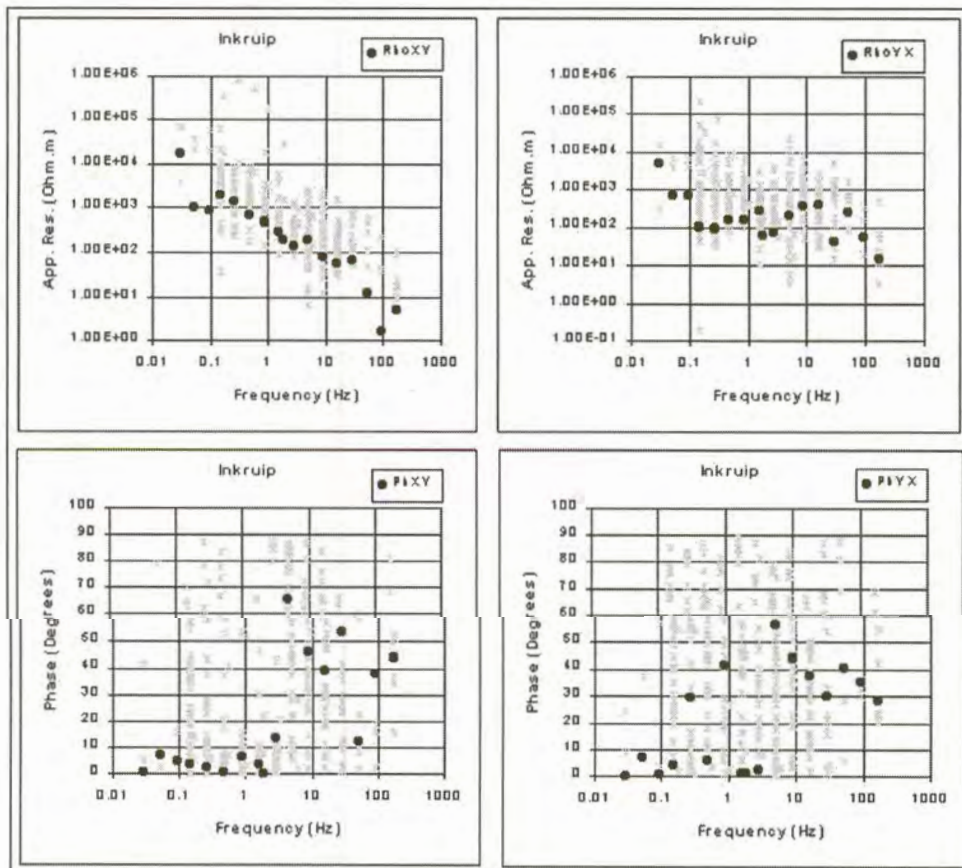 Inkruip
RhoXY
1.00E+06
1.00E+05
1.00E+04
1.00E+03
1.00E+02
1.00E+01
1.00E+00
App. Res. (Ohm.m)
0.01 0.1 1 10 100 1000
Frequency (Hz)
Inkruip
RhoYX
1.00E+06
1.00E+05
1.00E+04
1.00E+03
1.00E+02
1.00E+01
1.00E+00
1.00E-01
App. Res. (Ohm.m)
0.01 0.1 1 10 100 1000
Frequency (Hz)
Inkruip
PhXY
100
90
80
70
60
50
40
30
20
10
0
Phase (Degrees)
0.01 0.1 1 10 100 1000
Frequency (Hz)
Inkruip
PhYX
100
90
80
70
60
50
40
30
20
10
0
Phase (Degrees)
0.01 0.1 1 10 100 1000
Frequency (Hz)